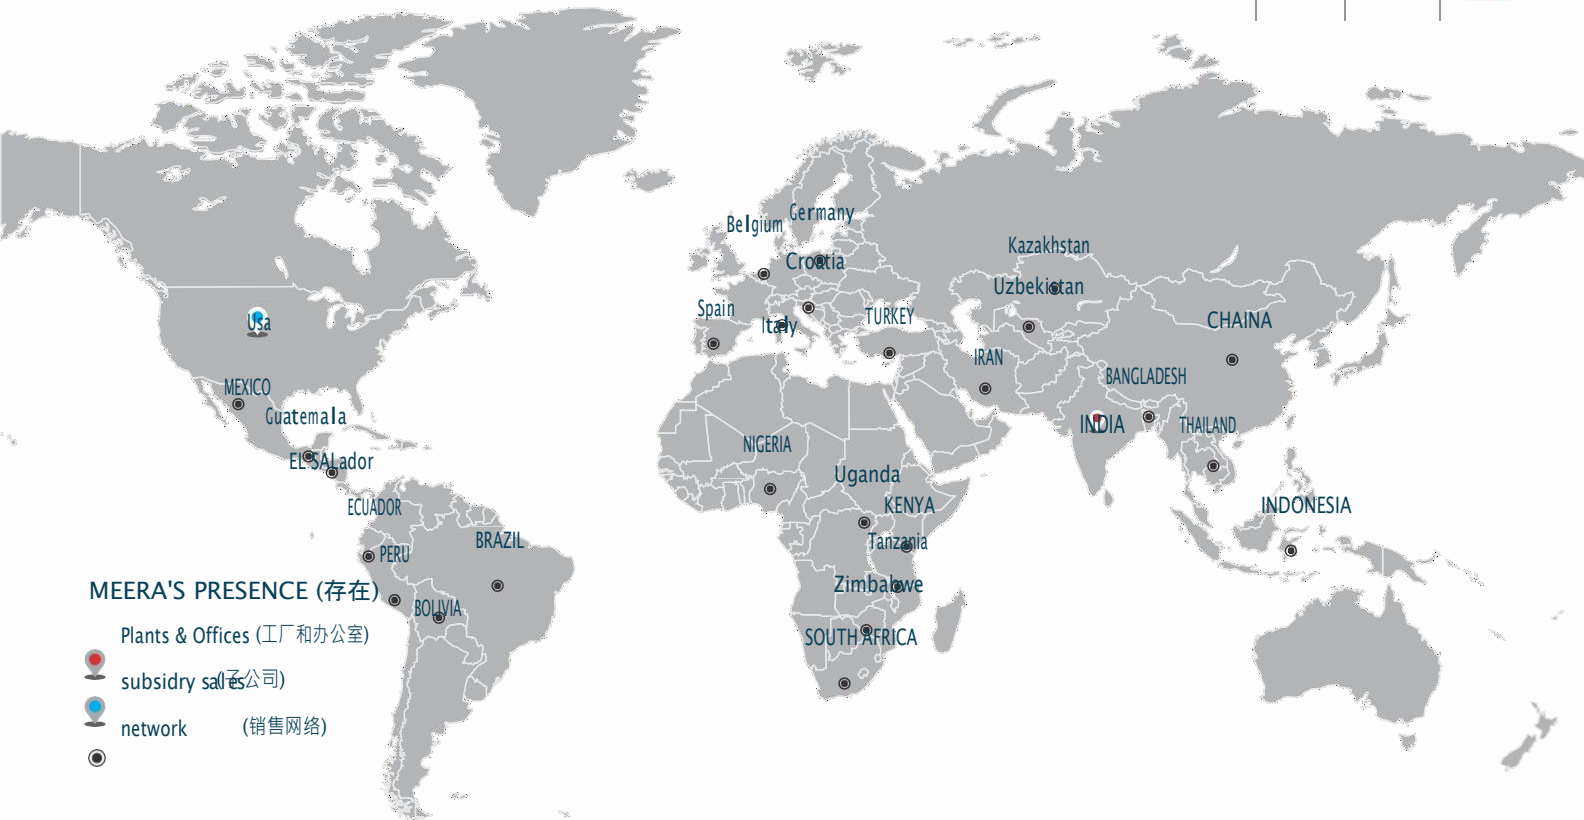 Germany
Belgium
Kazakhstan
Croatia
Uzbekistan
Spain
TURKEY
CHAINA
Usa
Italy
IRAN
BANGLADESH
MEXICO
Guatemala
INDIA
THAILAND
NIGERIA
EL SALador
Uganda
ECUADOR
KENYA
INDONESIA
BRAZIL
Tanzania
PERU
Zimbabwe
MEERA'S PRESENCE (存在)
BOLIVIA
Plants & Offices (工厂和办公室)
SOUTH AFRICA
subsidry sales (子公司)
network (销售网络)